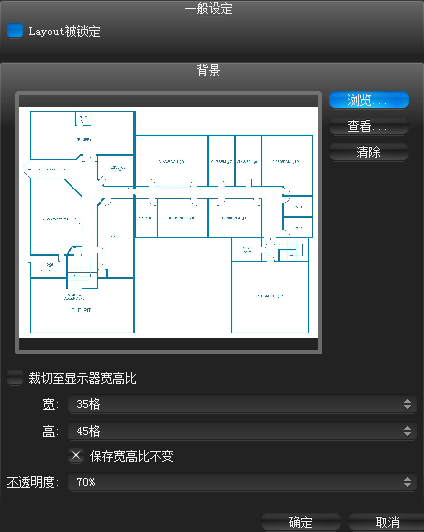 一般设定
Layout被锁定
背景
浏览...
查看...
清除
裁切至显示器宽高比
宽: 35格
高: 45格
保存宽高比不变
不透明度: 70%
确定 取消